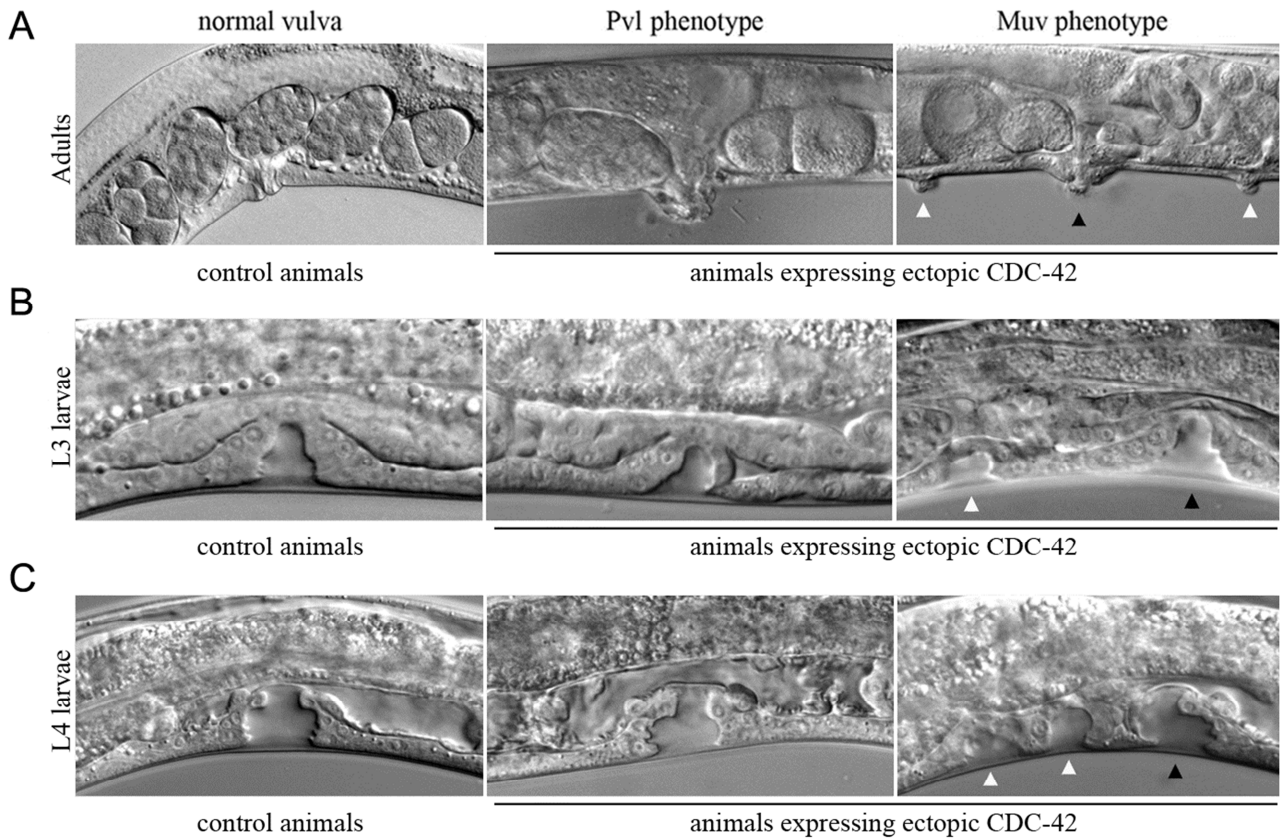 A
normal vulva
Pvl phenotype
Muv phenotype
Adults
control animals
animals expressing ectopic CDC-42
B
L3 larvae
control animals
animals expressing ectopic CDC-42
C
L4 larvae
control animals
animals expressing ectopic CDC-42